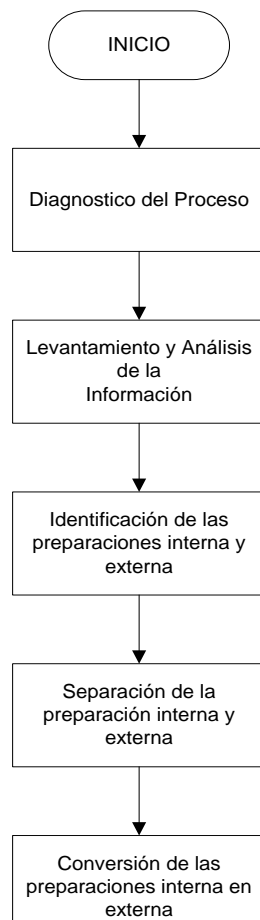 INICIO
Diagnostico del Proceso
Levantamiento y Análisis
de la
Información
Identificación de las
preparaciones interna y
externa
Separación de la
preparación interna y
externa
Conversión de las
preparaciones interna en
externa